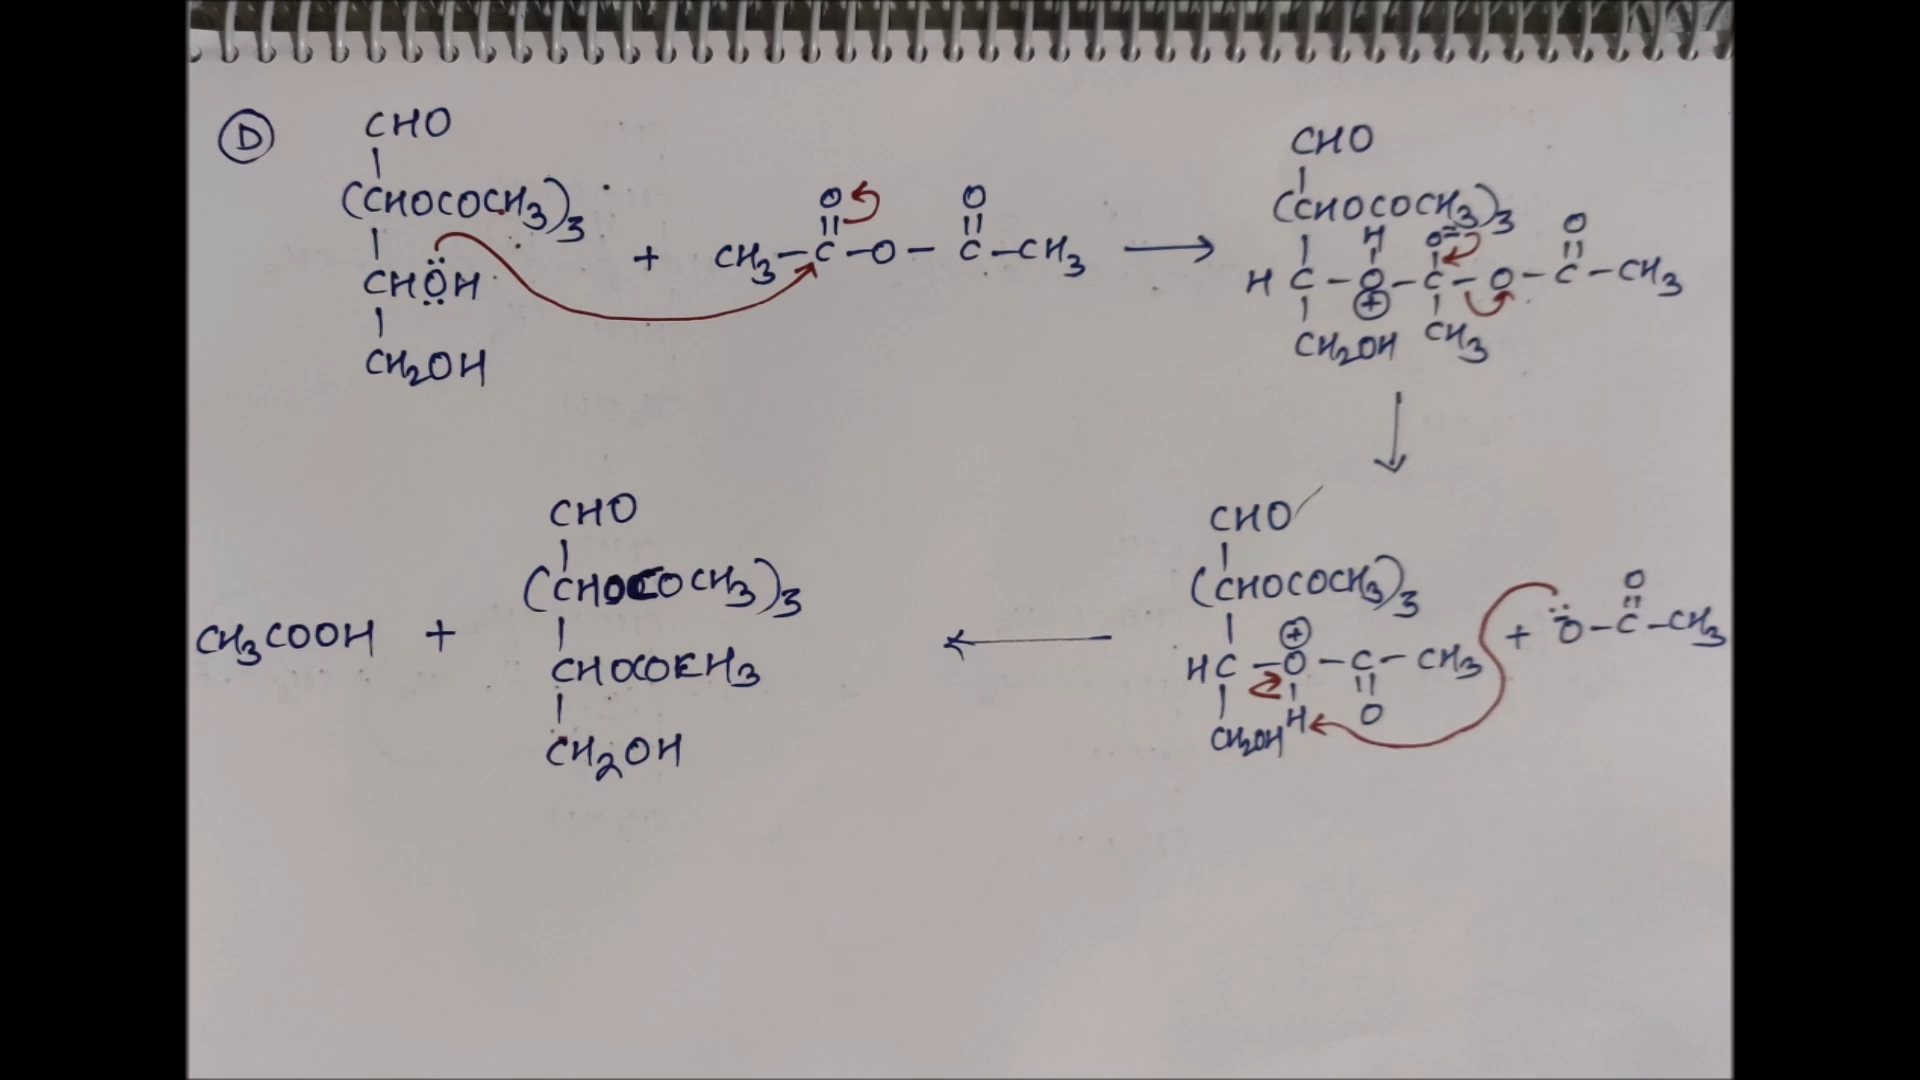 D
CHO
(CHOCOCH3)3
CHOH
CH2OH
+
O O
CH3-C-O-C-CH3
CHO
(CHOCOCH3)3
H O O
HC-O-C-O-C-CH3
+
CH2OH CH3
CHO
(CHOCOCH3)3
+ O
HC-O-C-CH3 + O-C-CH3
H O
CH2OH
CHO
(CHOCOCH3)3
CHOCOCH3
CH2OH
CH3COOH +